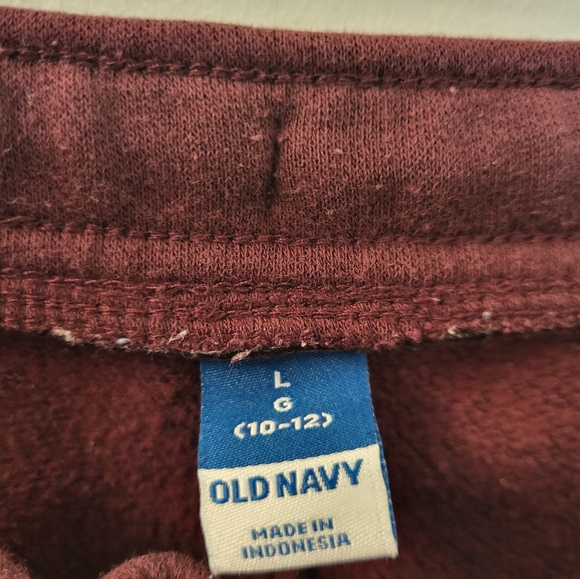 L
G
(10-12)
OLD NAVY
MADE IN
INDONESIA